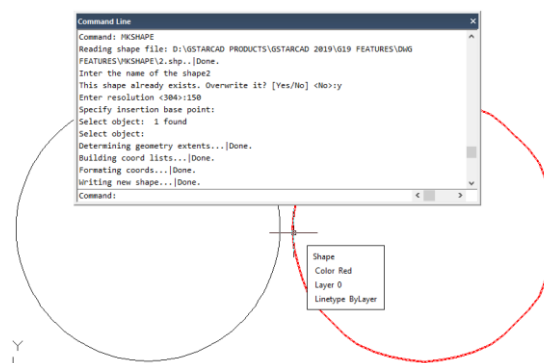 Command Line
Command: MKSHAPE
Reading shape file: D:\GSTARCAD PRODUCTS\GSTARCAD 2019\G19 FEATURES\DWG
FEATURES\MKSHAPE\2.shp..|Done.
Inter the name of the shape2
This shape already exists. Overwrite it? [Yes/No] <No>:y
Enter resolution <304>:150
Specify insertion base point:
Select object:  1 found
Select object:
Determining geometry extents...|Done.
Building coord lists...|Done.
Formating coords...|Done.
Writing new shape...|Done.
Command:
Shape
Color Red
Layer 0
Linetype ByLayer
Y